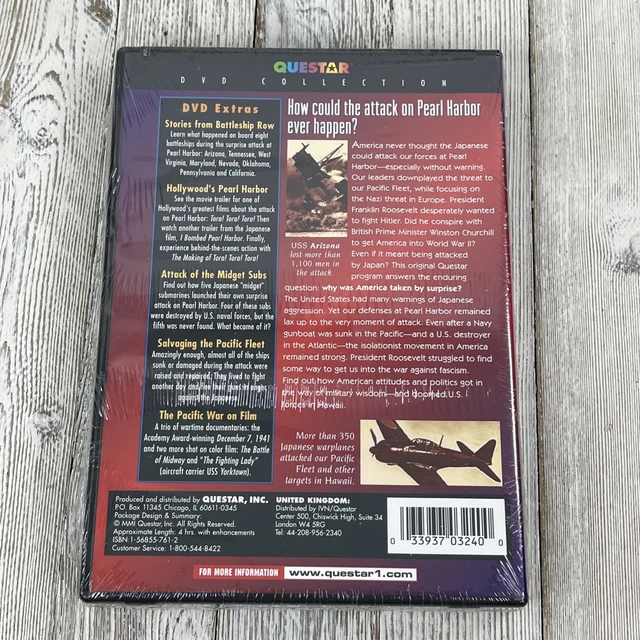 QUESTAR
DVD COLLECTION
DVD Extras
Stories from Battleship Row
Learn what happened on board eight
battleships during the surprise attack at
Pearl Harbor: Arizona, Tennessee, West
Virginia, Maryland, Nevada, Oklahoma,
Pennsylvania and California.
Hollywood's Pearl Harbor
See the movie trailer for one of
Hollywood's greatest films about the attack
on Pearl Harbor: Tora! Tora! Tora! Then
watch another trailer from the Japanese
film, I Bombed Pearl Harbor. Finally,
experience behind-the-scenes action with
The Making of Tora! Tora! Tora!
Attack of the Midget Subs
Find out how five Japanese "midget"
submarines launched their own surprise
attack on Pearl Harbor. Four of these subs
were destroyed by U.S. naval forces, but the
fifth was never found. What became of it?
Salvaging the Pacific Fleet
Amazingly enough, almost all of the ships
sunk or damaged during the attack were
raised and repaired. They lived to fight
another day and fire their guns in anger
against the Japanese.
The Pacific War on Film
A trio of wartime documentaries: the
Academy Award-winning December 7, 1941
and two more shot on color film: The Battle
of Midway and "The Fighting Lady"
(aircraft carrier USS Yorktown).
How could the attack on Pearl Harbor
ever happen?
America never thought the Japanese
could attack our forces at Pearl
Harbor—especially without warning.
Our leaders downplayed the threat to
our Pacific Fleet, while focusing on
the Nazi threat in Europe. President
Franklin Roosevelt desperately wanted
to fight Hitler. Did he conspire with
British Prime Minister Winston Churchill
to get America into World War II?
Even if it meant being attacked
by Japan? This original Questar
program answers the enduring
question: why was America taken by surprise?
USS Arizona
lost more than
1,100 men in
the attack.
The United States had many warnings of Japanese
aggression. Yet our defenses at Pearl Harbor remained
lax up to the very moment of attack. Even after a Navy
gunboat was sunk in the Pacific—and a U.S. destroyer
in the Atlantic—the isolationist movement in America
remained strong. President Roosevelt struggled to find
some way to get us into the war against fascism.
Find out how American attitudes and politics got in
the way of military wisdom—and doomed U.S.
forces in Hawaii.
More than 350
Japanese warplanes
attacked our Pacific
Fleet and other
targets in Hawaii.
Produced and distributed by QUESTAR, INC.
P.O. Box 11345 Chicago, IL 60611-0345
Package Design & Summary:
© MMI Questar, Inc. All Rights Reserved.
Approximate Length: 4 hrs. with enhancements
ISBN:1-56855-761-2
Customer Service: 1-800-544-8422
UNITED KINGDOM:
Distributed by IVN/Questar
Center 500, Chiswick High, Suite 34
London W4 5RG
Tel: 44-208-956-2340
0 33937 03240 0
FOR MORE INFORMATION www.questar1.com